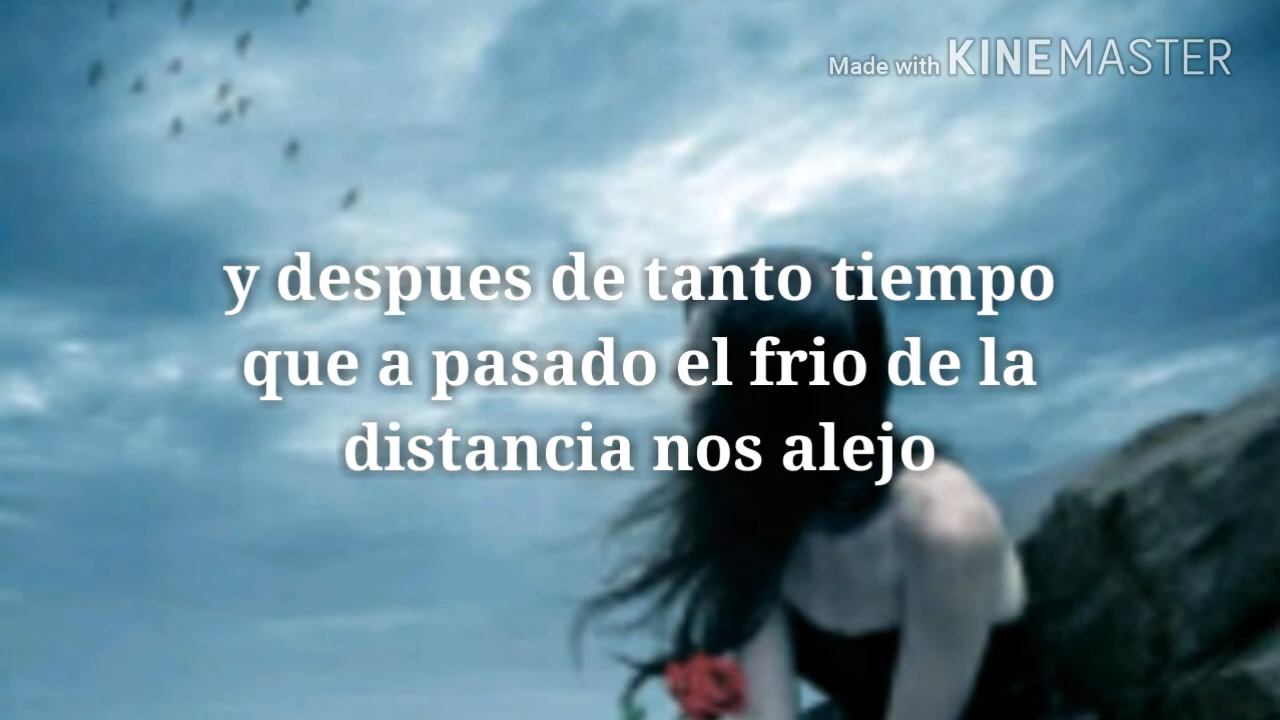 Made with KINEMASTER
y despues de tanto tiempo
que a pasado el frio de la
distancia nos alejo